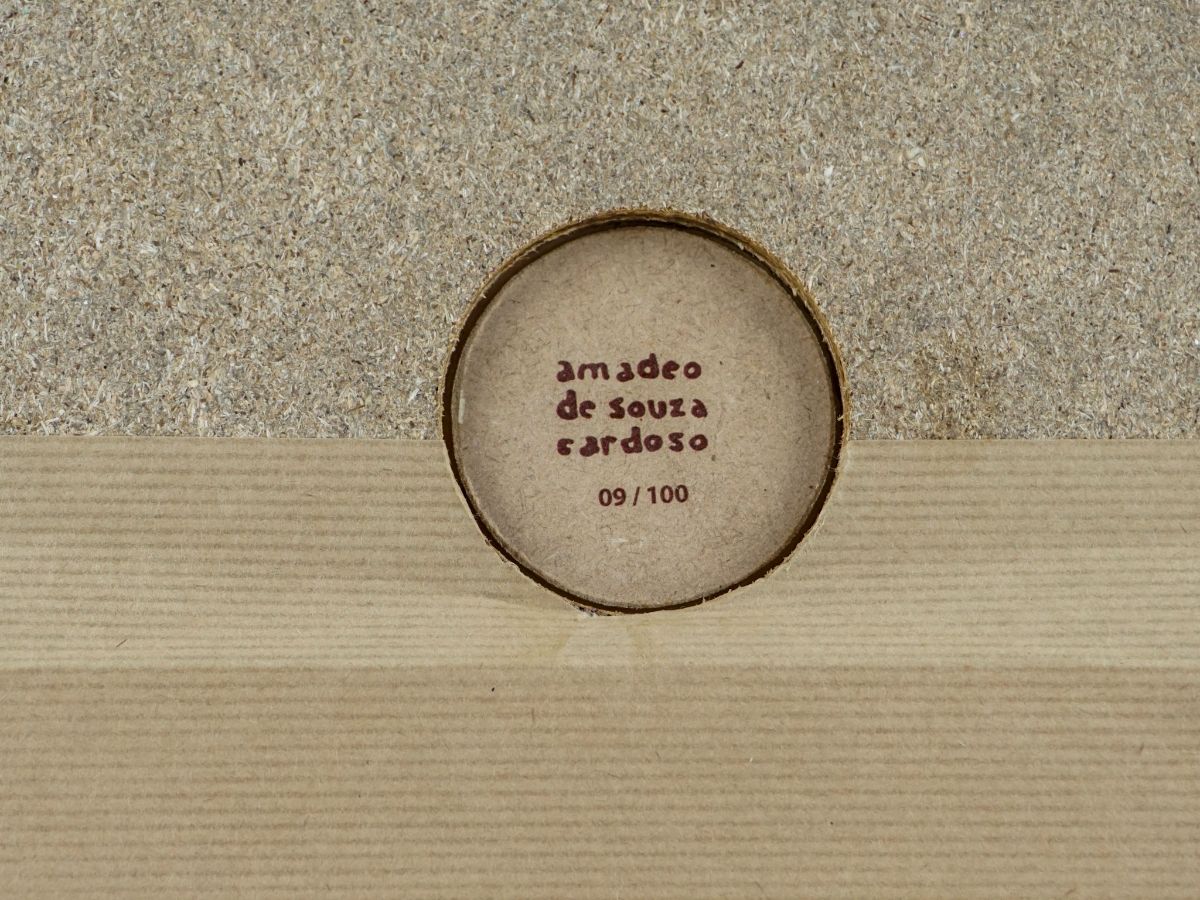 amadeo
de souza
cardoso
09 / 100